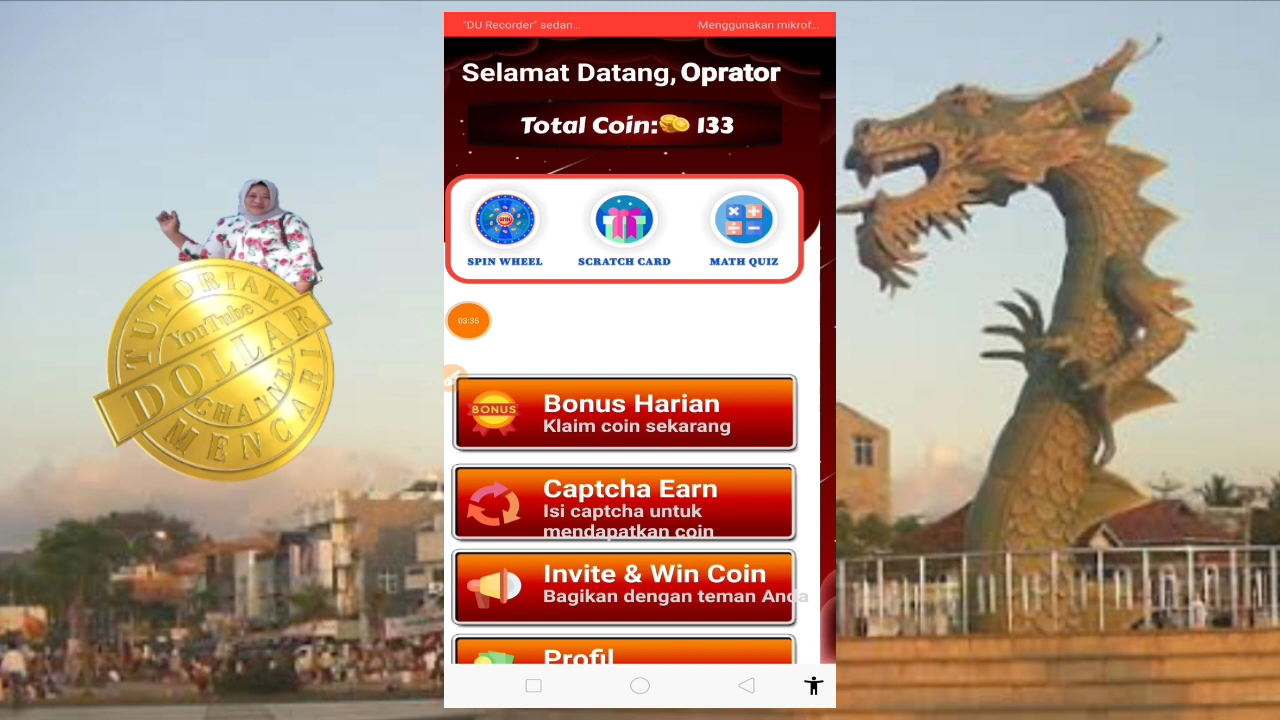 "DU Recorder" sedan...
Menggunakan mikrof...
Selamat Datang, Oprator
Total Coin: 133
SPIN WHEEL
SCRATCH CARD
MATH QUIZ
03:35
TUTORIAL
YouTube
DOLLAR
CHANNEL
MENCARI
BONUS
Bonus Harian
Klaim coin sekarang
Captcha Earn
Isi captcha untuk
mendapatkan coin
Invite & Win Coin
Bagikan dengan teman Anda
Profil